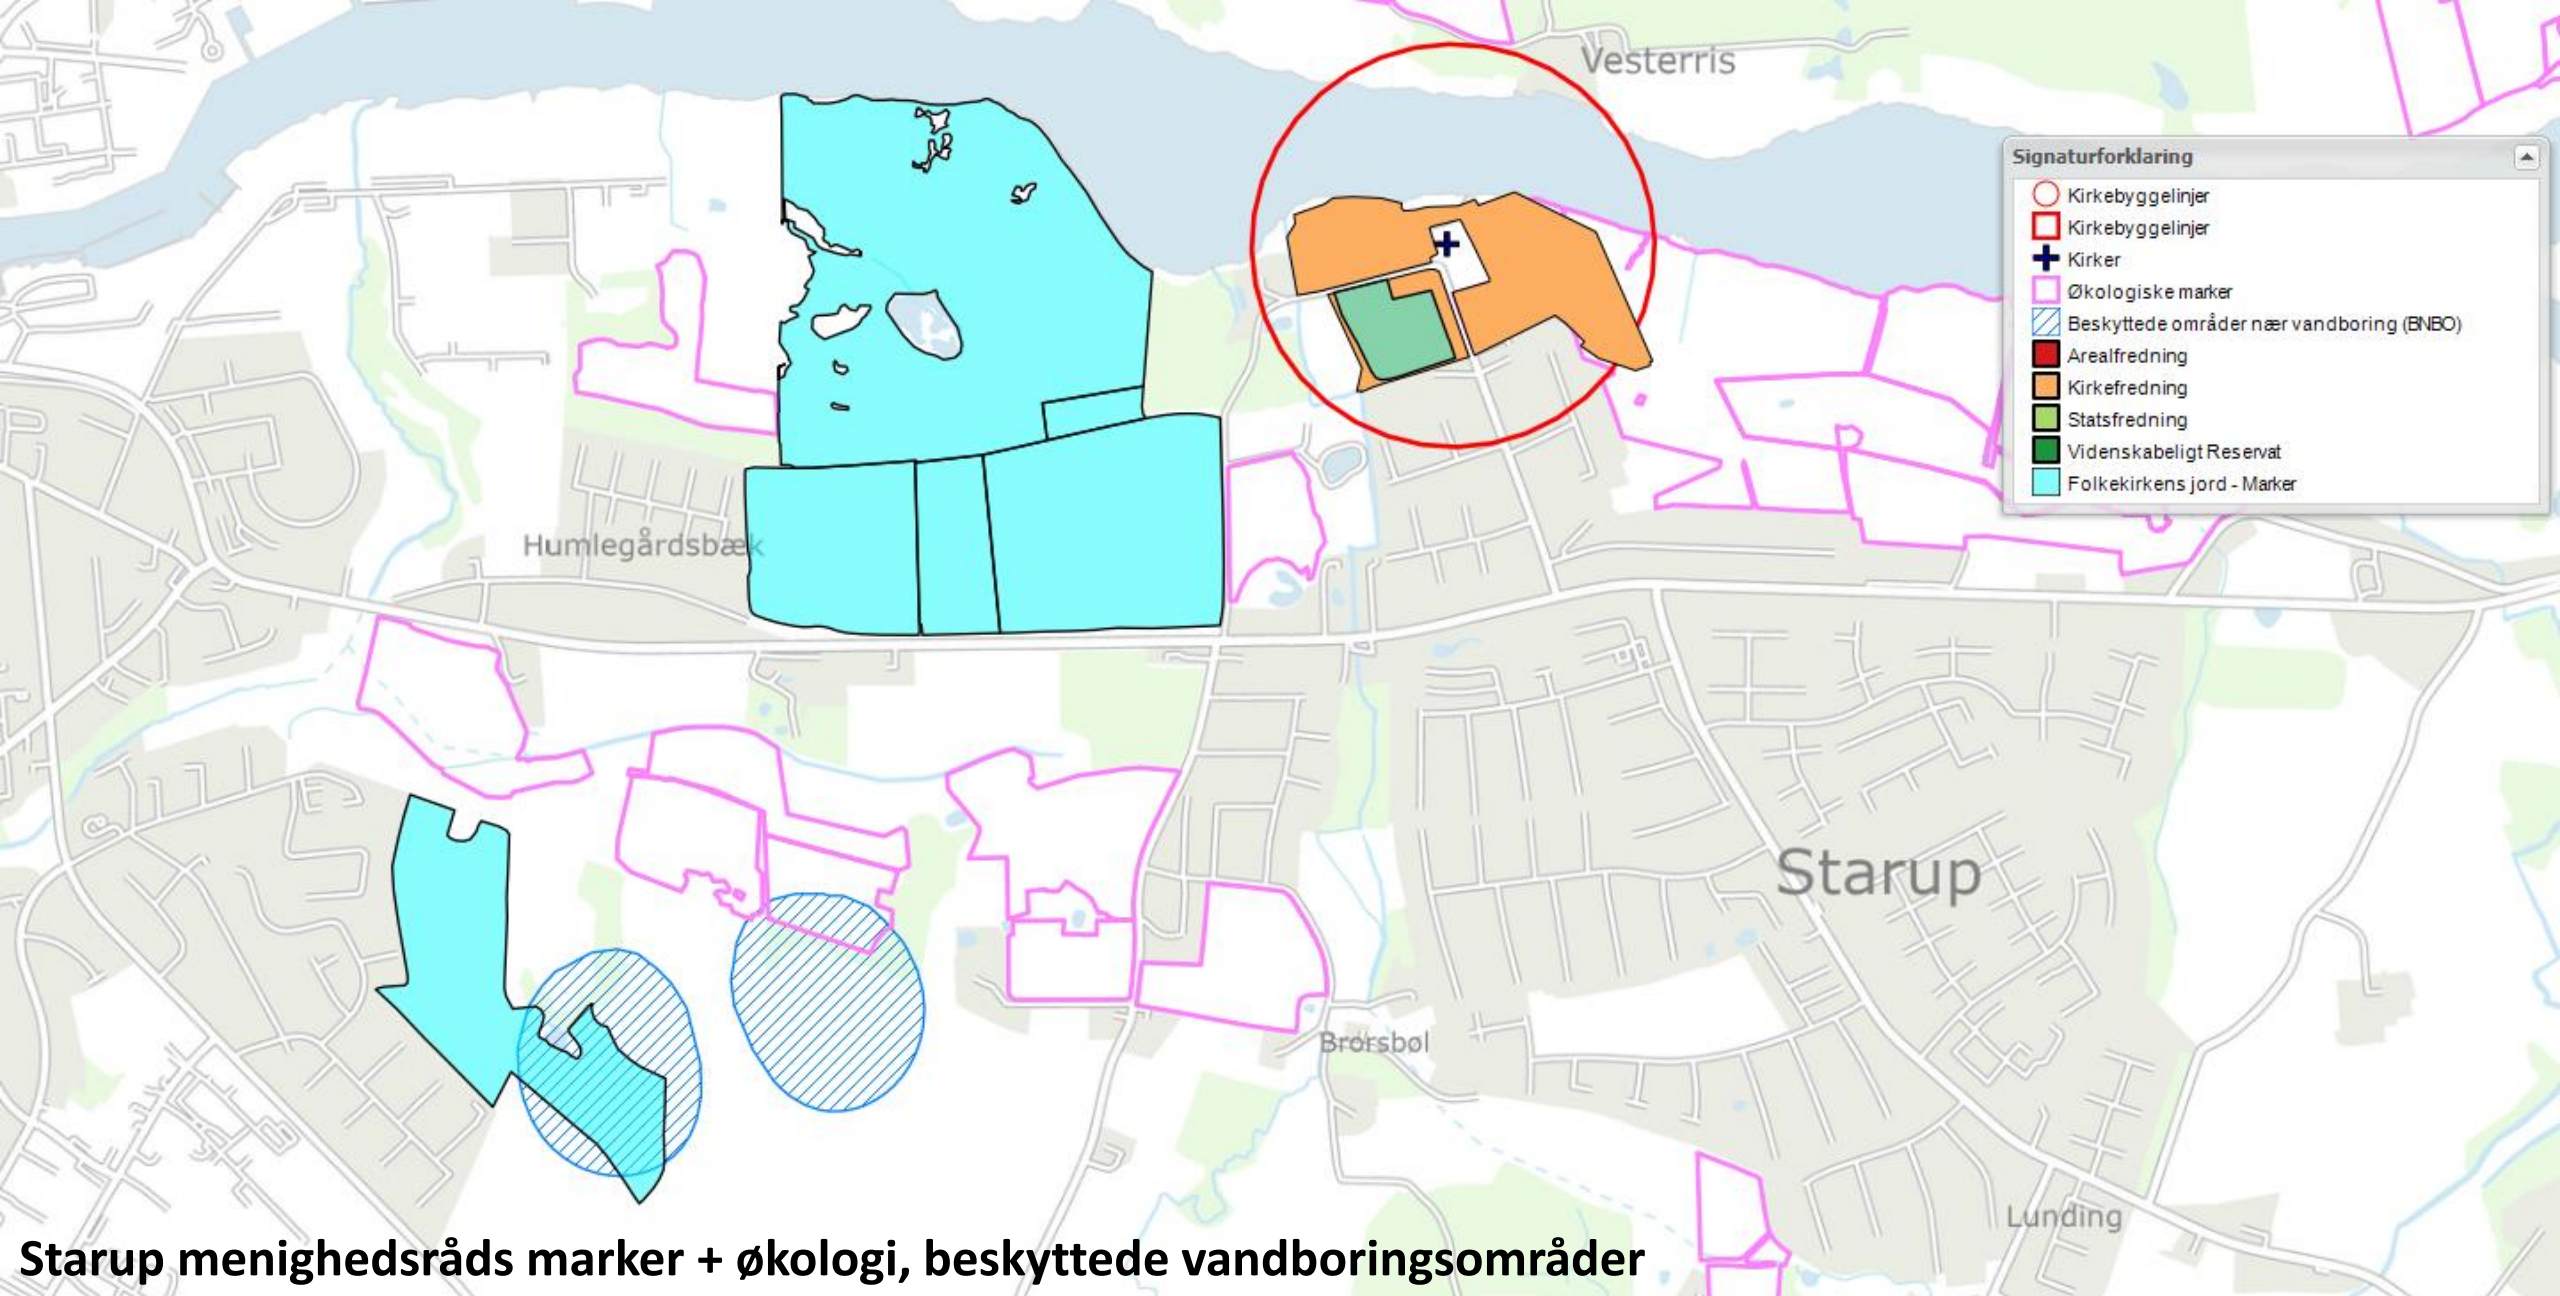 Vesterris
Signaturforklaring
Kirkebyggelinjer
Kirkebyggelinjer
Kirker
Økologiske marker
Beskyttede områder nær vandboring (BNBO)
Arealfredning
Kirkefredning
Statsfredning
Videnskabeligt Reservat
Folkekirkens jord - Marker
Humlegårdsbæk
Starup
Brorsbøl
Lunding
Starup menighedsråds marker + økologi, beskyttede vandboringsområder